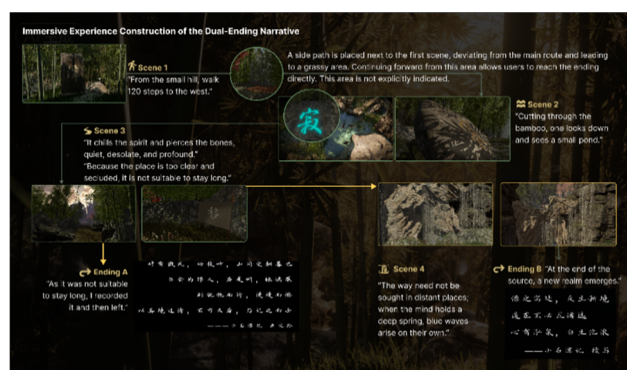 Immersive Experience Construction of the Dual-Ending Narrative
Scene 1
"From the small hill, walk
120 steps to the west."
A side path is placed next to the first scene, deviating from the main route and leading
to a grassy area. Continuing forward from this area allows users to reach the ending
directly. This area is not explicitly indicated.
寂
Scene 2
"Cutting through the
bamboo, one looks down
and sees a small pond."
Scene 3
"It chills the spirit and pierces the bones,
quiet, desolate, and profound."
"Because the place is too clear and
secluded, it is not suitable to stay long."
Ending A
"As it was not suitable
to stay long, I recorded
it and then left."
Scene 4
"The way need not be
sought in distant places;
when the mind holds a
deep spring, blue waves
arise on their own."
Ending B "At the end of the
source, a new realm emerges."